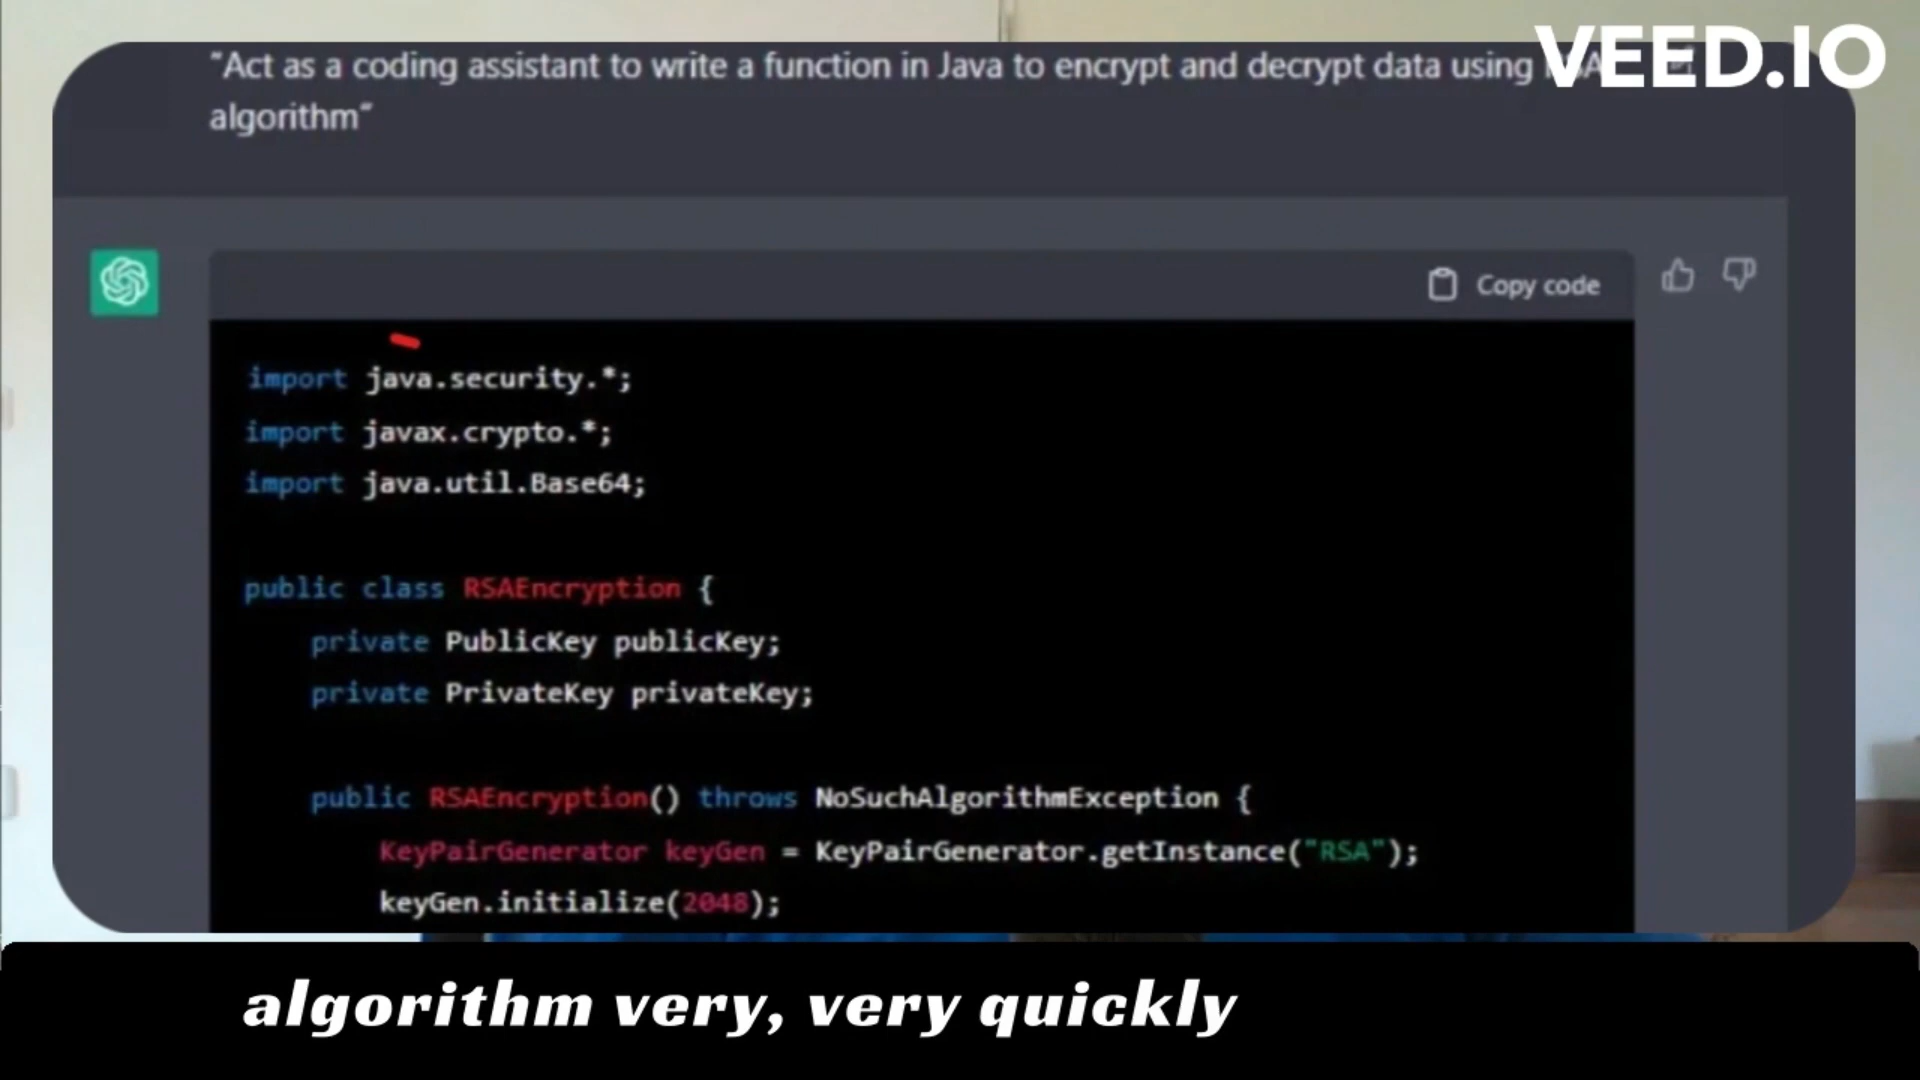 “Act as a coding assistant to write a function in Java to encrypt and decrypt data using
VEED.IO
algorithm”
Copy code
import java.security.*;
import javax.crypto.*;
import java.util.Base64;
public class RSAEncryption {
private PublicKey publicKey;
private PrivateKey privateKey;
public RSAEncryption() throws NoSuchAlgorithmException {
KeyPairGenerator keyGen = KeyPairGenerator.getInstance("RSA");
keyGen.initialize(2048);
algorithm very, very quickly